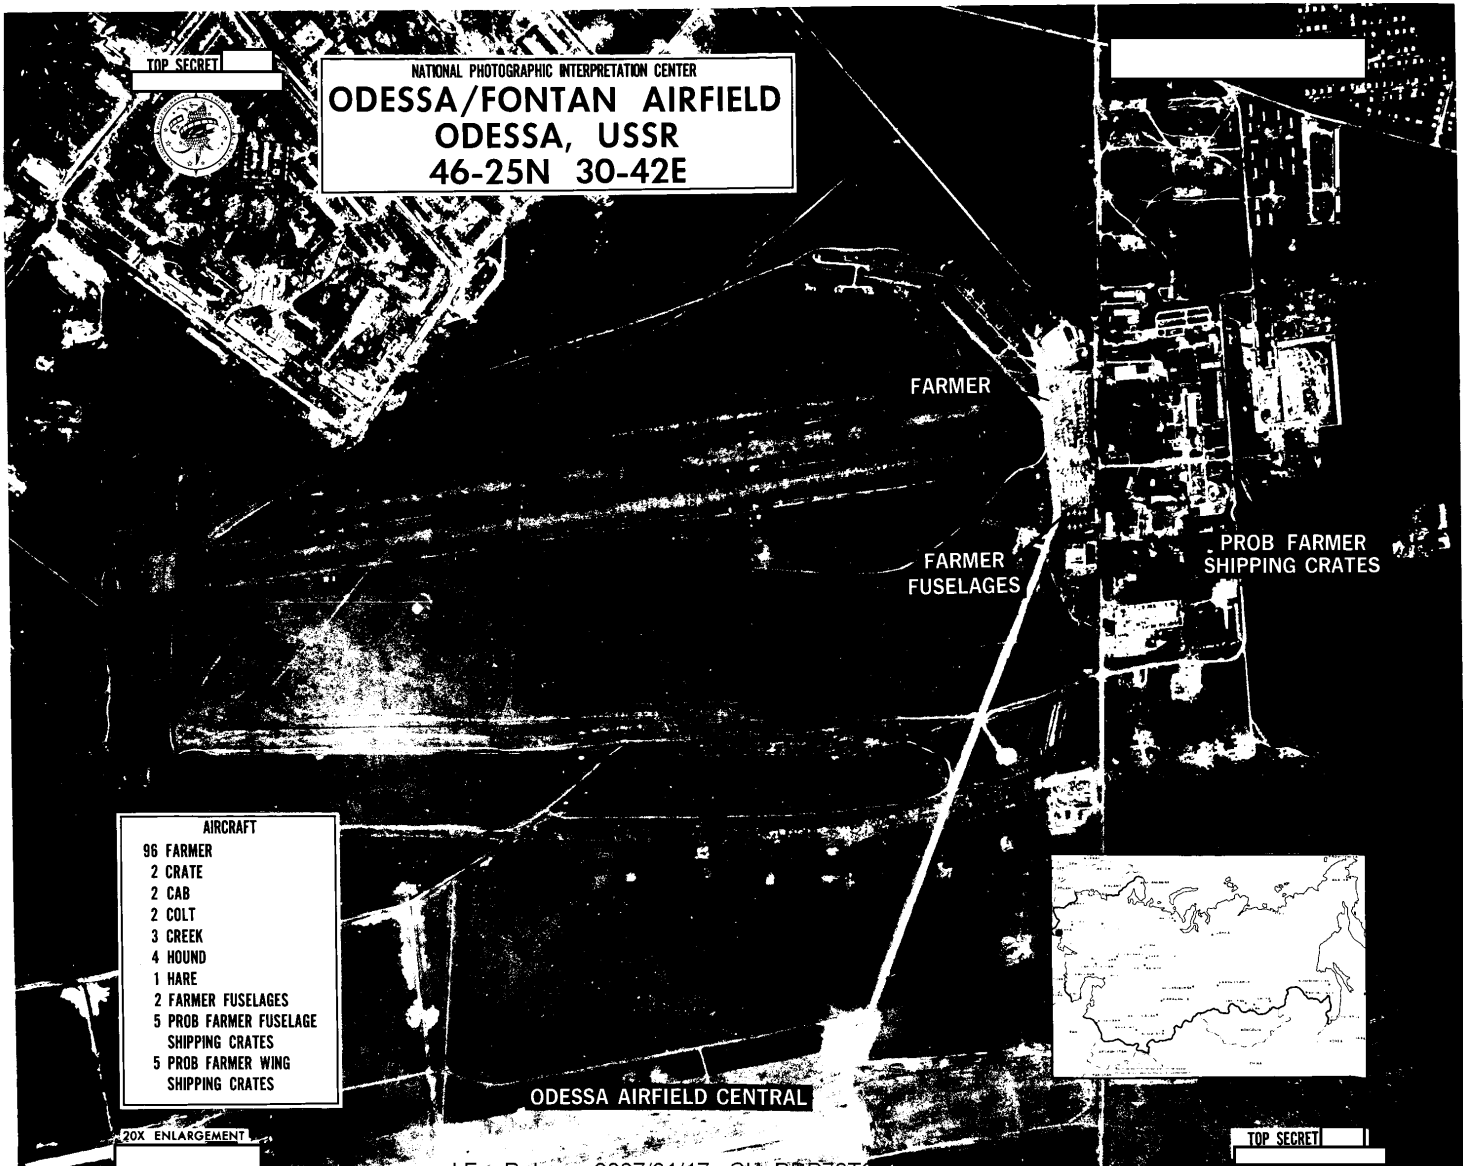 TOP SECRET
NATIONAL PHOTOGRAPHIC INTERPRETATION CENTER
ODESSA/FONTAN AIRFIELD
ODESSA, USSR
46-25N 30-42E
FARMER
FARMER
FUSELAGES
PROB FARMER
SHIPPING CRATES
AIRCRAFT
96 FARMER
2 CRATE
2 CAB
2 COLT
3 CREEK
4 HOUND
1 HARE
2 FARMER FUSELAGES
5 PROB FARMER FUSELAGE
SHIPPING CRATES
5 PROB FARMER WING
SHIPPING CRATES
ODESSA AIRFIELD CENTRAL
20X ENLARGEMENT
TOP SECRET